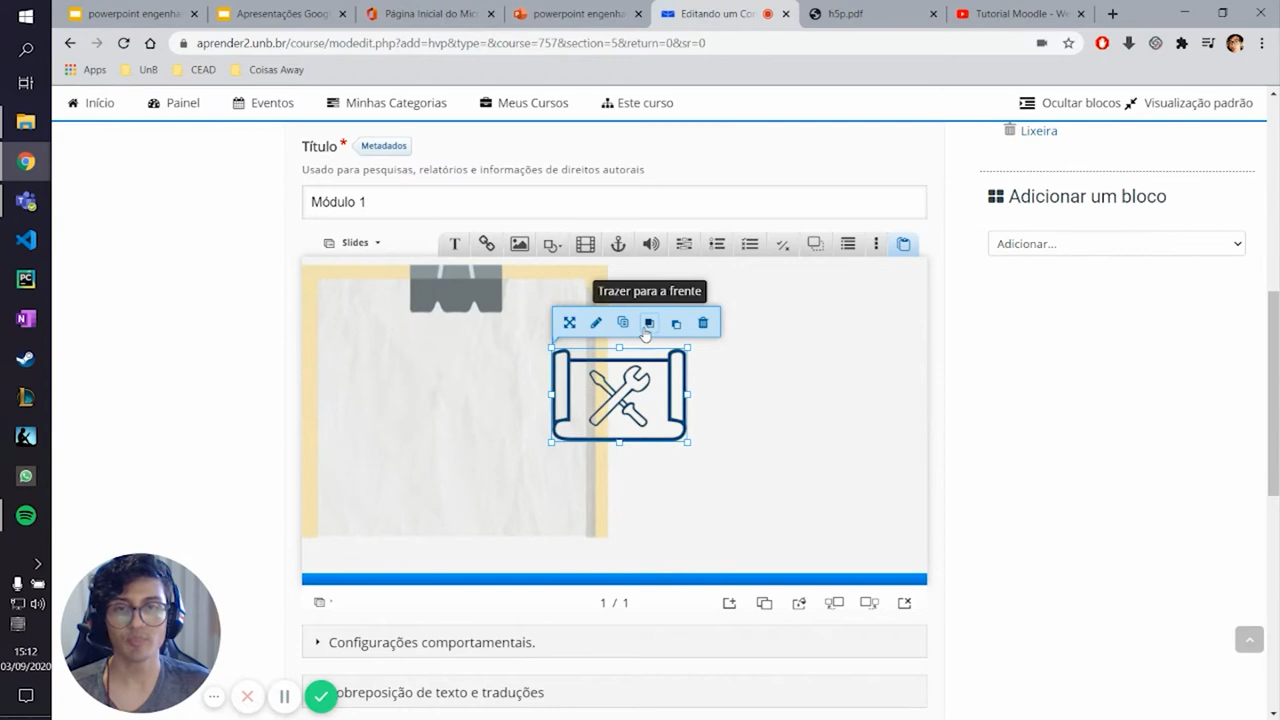 powerpoint engenha
Apresentações Goog
Página Inicial do Mic
powerpoint engenha
Editando um Co
h5p.pdf
Tutorial Moodle - We
aprender2.unb.br/course/modedit.php?add=hvp&type=&course=757&section=5&return=0&sr=0
Apps
UnB
CEAD
Coisas Away
Início
Painel
Eventos
Minhas Categorias
Meus Cursos
Este curso
Ocultar blocos
Visualização padrão
Lixeira
Título *
Metadados
Usado para pesquisas, relatórios e informações de direitos autorais
Módulo 1
Adicionar um bloco
Adicionar...
Slides
Trazer para a frente
1 / 1
Configurações comportamentais.
obreposição de texto e traduções
15:12
03/09/2020